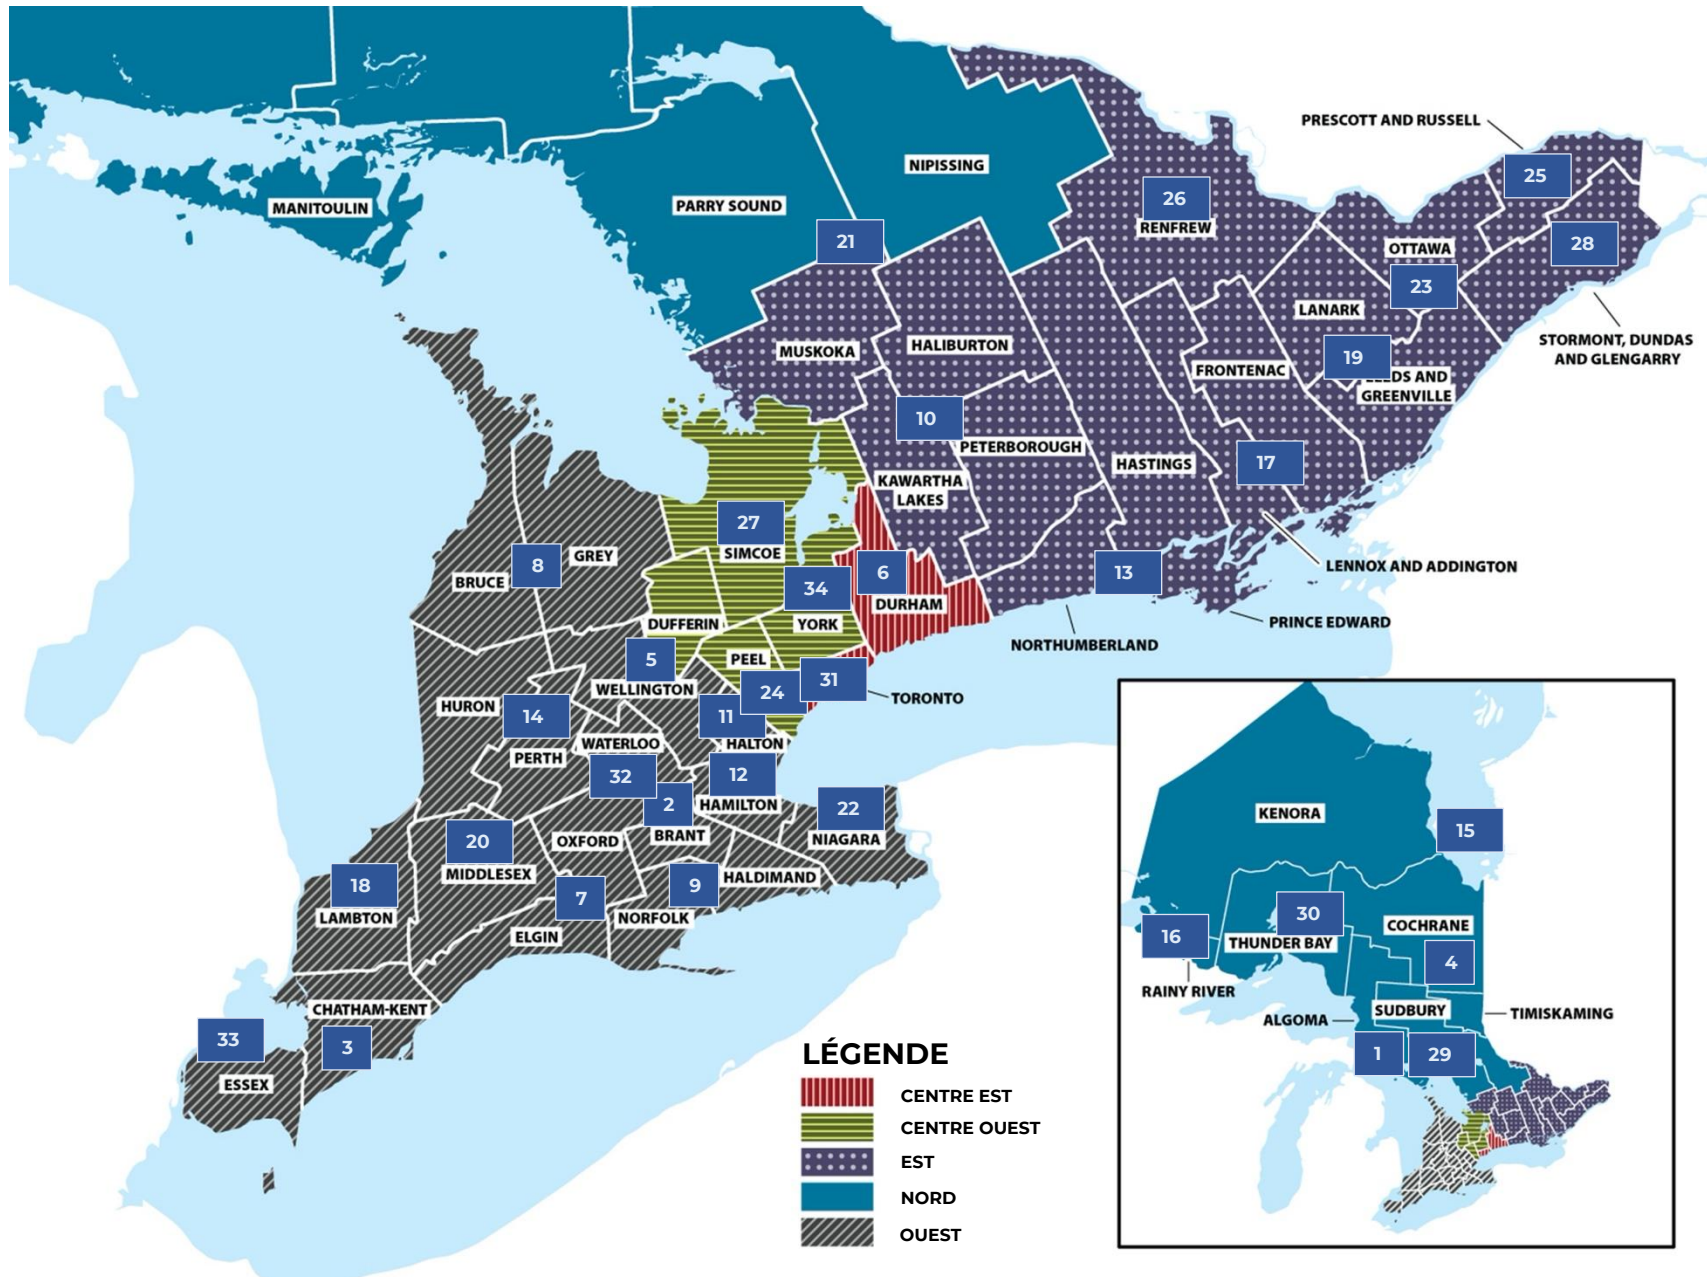 PRESCOTT AND RUSSELL
NIPISSING
25
26
PARRY SOUND
MANITOULIN
RENFREW
21
28
OTTAWA
23
LANARK
STORMONT, DUNDAS
AND GLENGARRY
MUSKOKA
HALIBURTON
19
FRONTENAC
LEEDS AND
GREENVILLE
10
PETERBOROUGH
HASTINGS
17
KAWARTHA
LAKES
27
SIMCOE
GREY
8
BRUCE
6
13
LENNOX AND ADDINGTON
34
DURHAM
DUFFERIN
YORK
PRINCE EDWARD
NORTHUMBERLAND
5
PEEL
WELLINGTON
24
31
TORONTO
HURON
14
11
WATERLOO
HALTON
PERTH
32
12
2
HAMILTON
22
BRANT
NIAGARA
20
OXFORD
MIDDLESEX
HALDIMAND
18
7
9
LAMBTON
NORFOLK
ELGIN
CHATHAM-KENT
33
3
ESSEX
KENORA
15
30
COCHRANE
16
THUNDER BAY
4
RAINY RIVER
SUDBURY
ALGOMA
TIMISKAMING
1
29
LÉGENDE
CENTRE EST
CENTRE OUEST
EST
NORD
OUEST